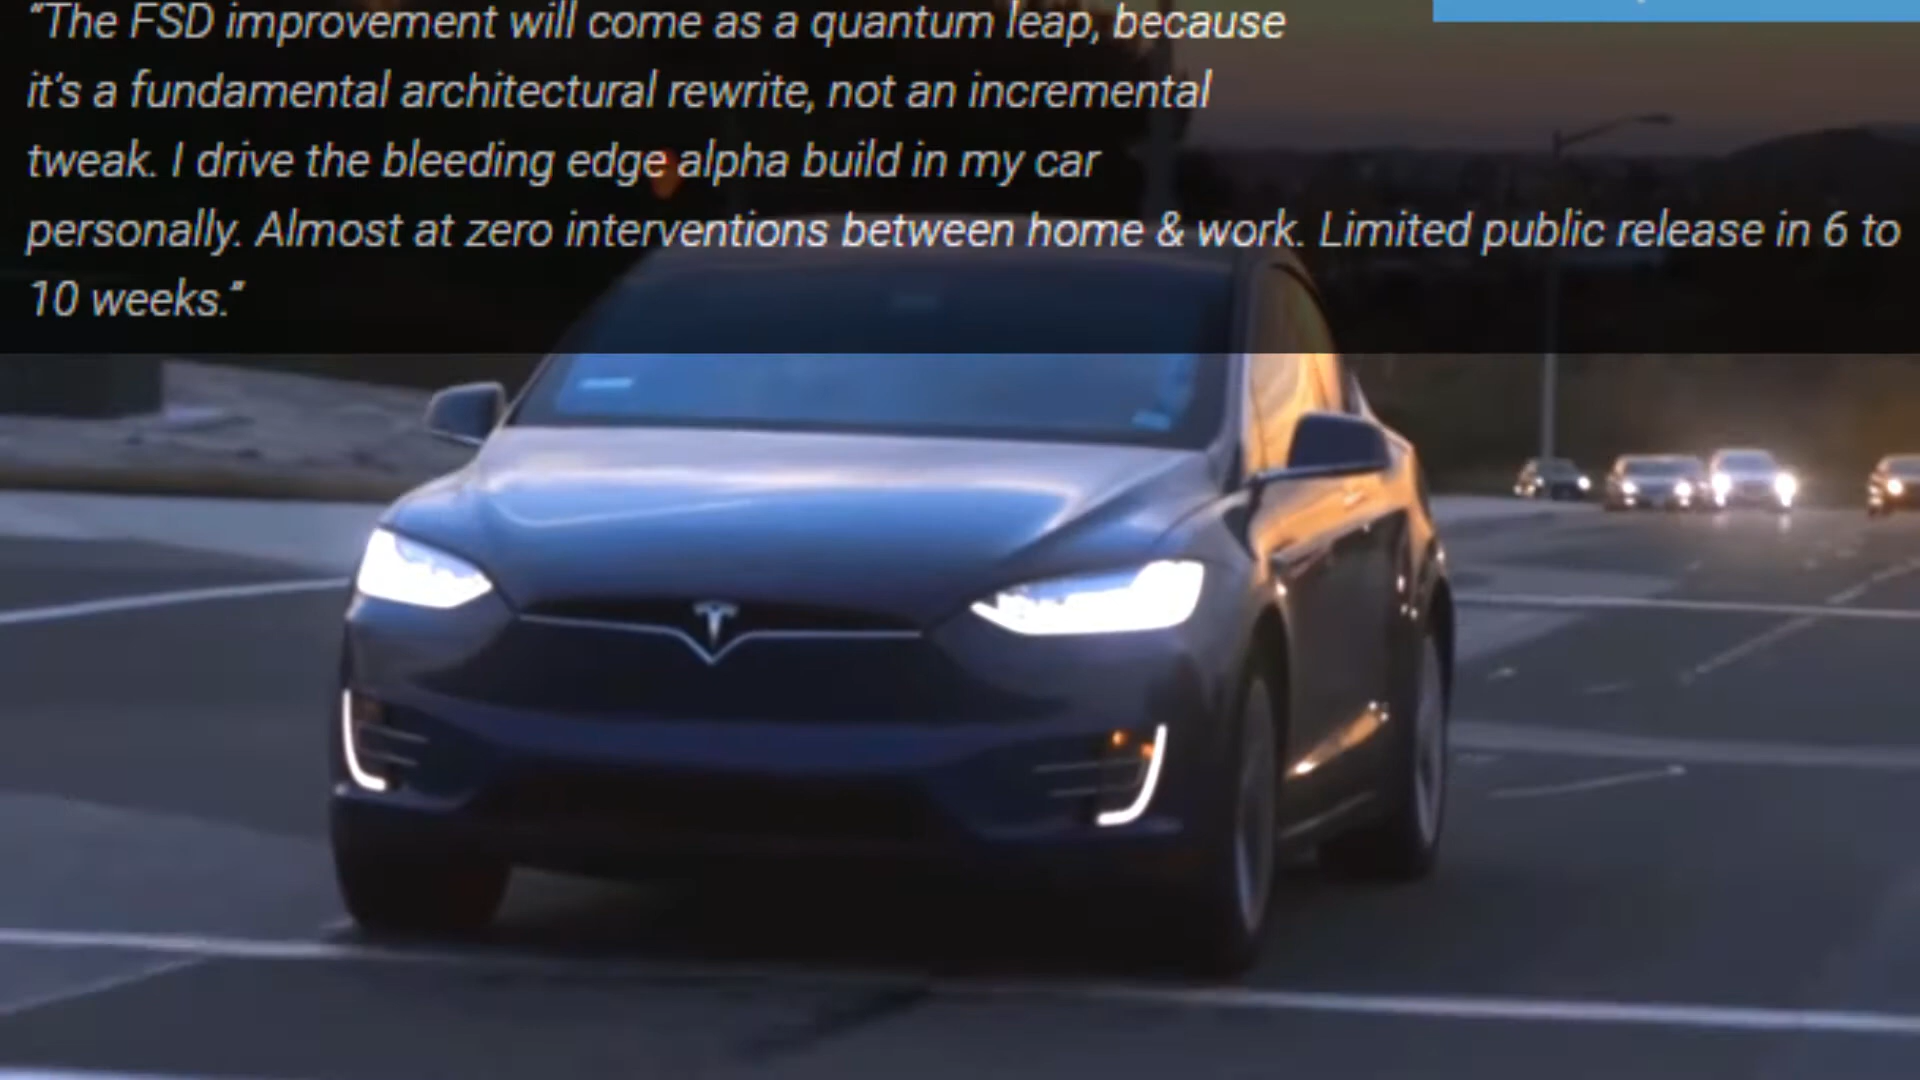 “The FSD improvement will come as a quantum leap, because
it’s a fundamental architectural rewrite, not an incremental
tweak. I drive the bleeding edge alpha build in my car
personally. Almost at zero interventions between home & work. Limited public release in 6 to
10 weeks.”